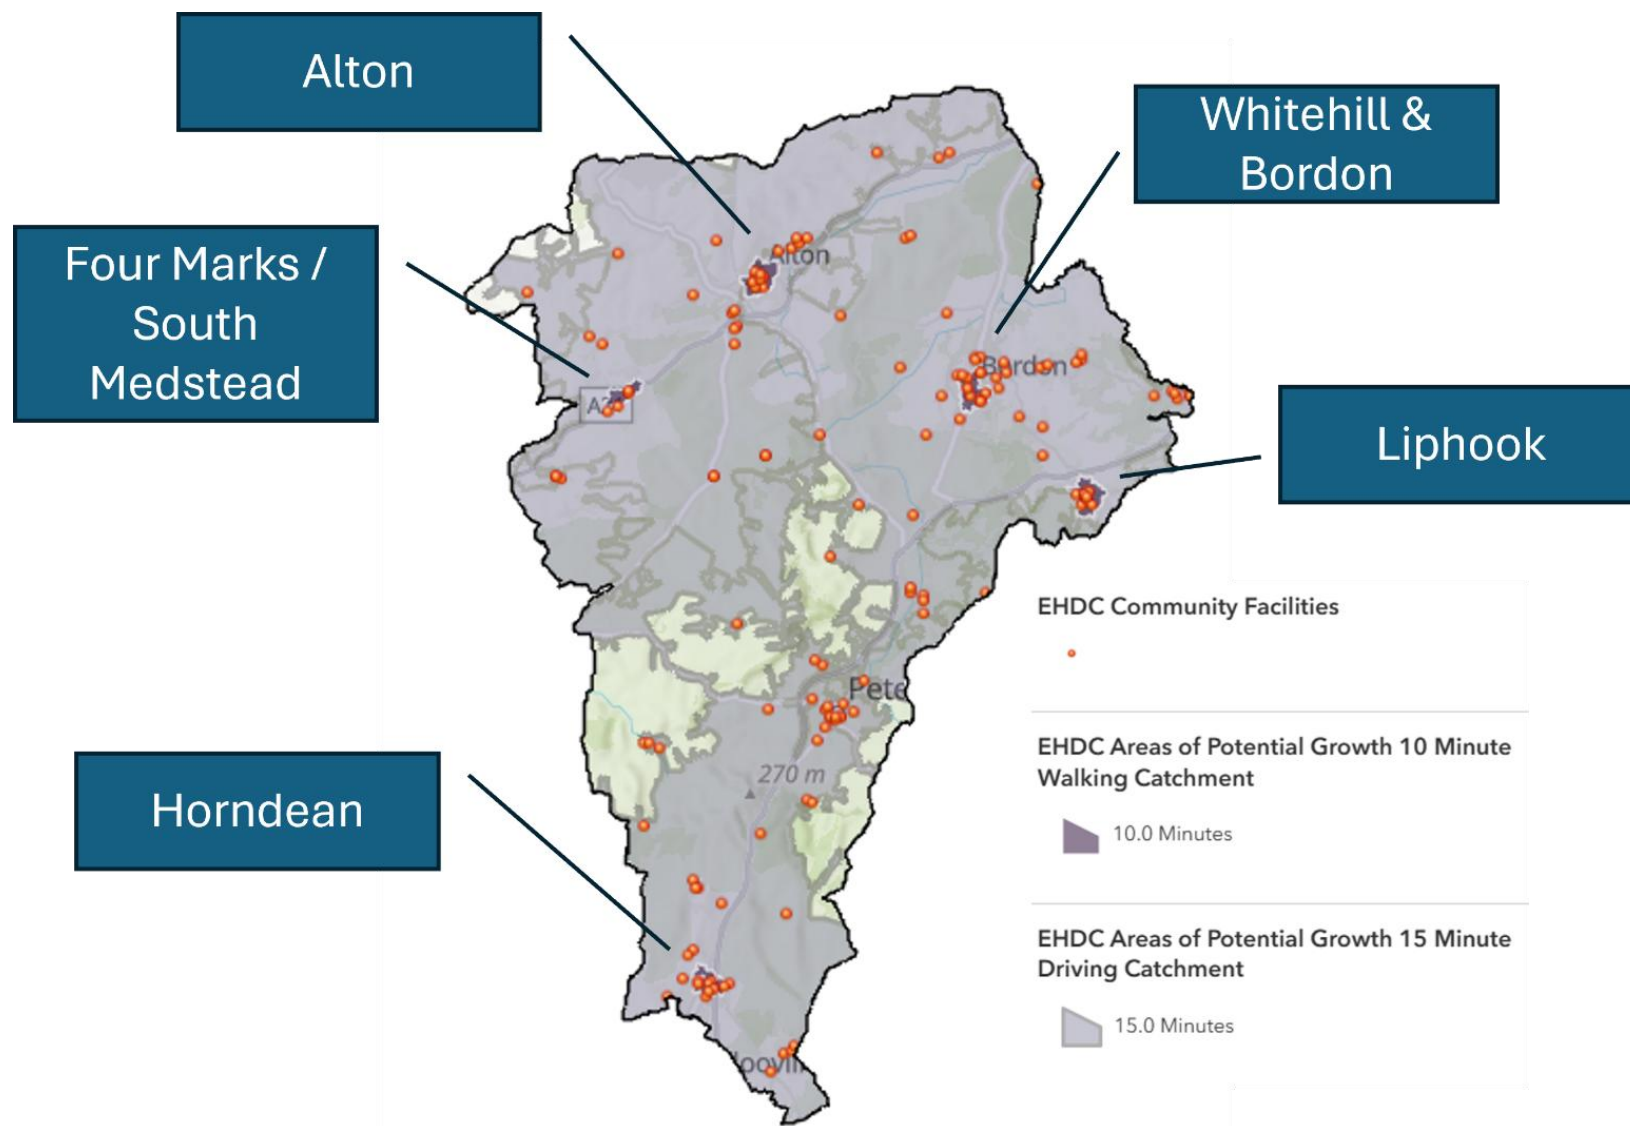 Alton
Whitehill &
Bordon
Four Marks /
South
Medstead
Alton
Bordon
Liphook
Horndean
270 m
EHDC Community Facilities
EHDC Areas of Potential Growth 10 Minute
Walking Catchment
10.0 Minutes
EHDC Areas of Potential Growth 15 Minute
Driving Catchment
15.0 Minutes
Pete